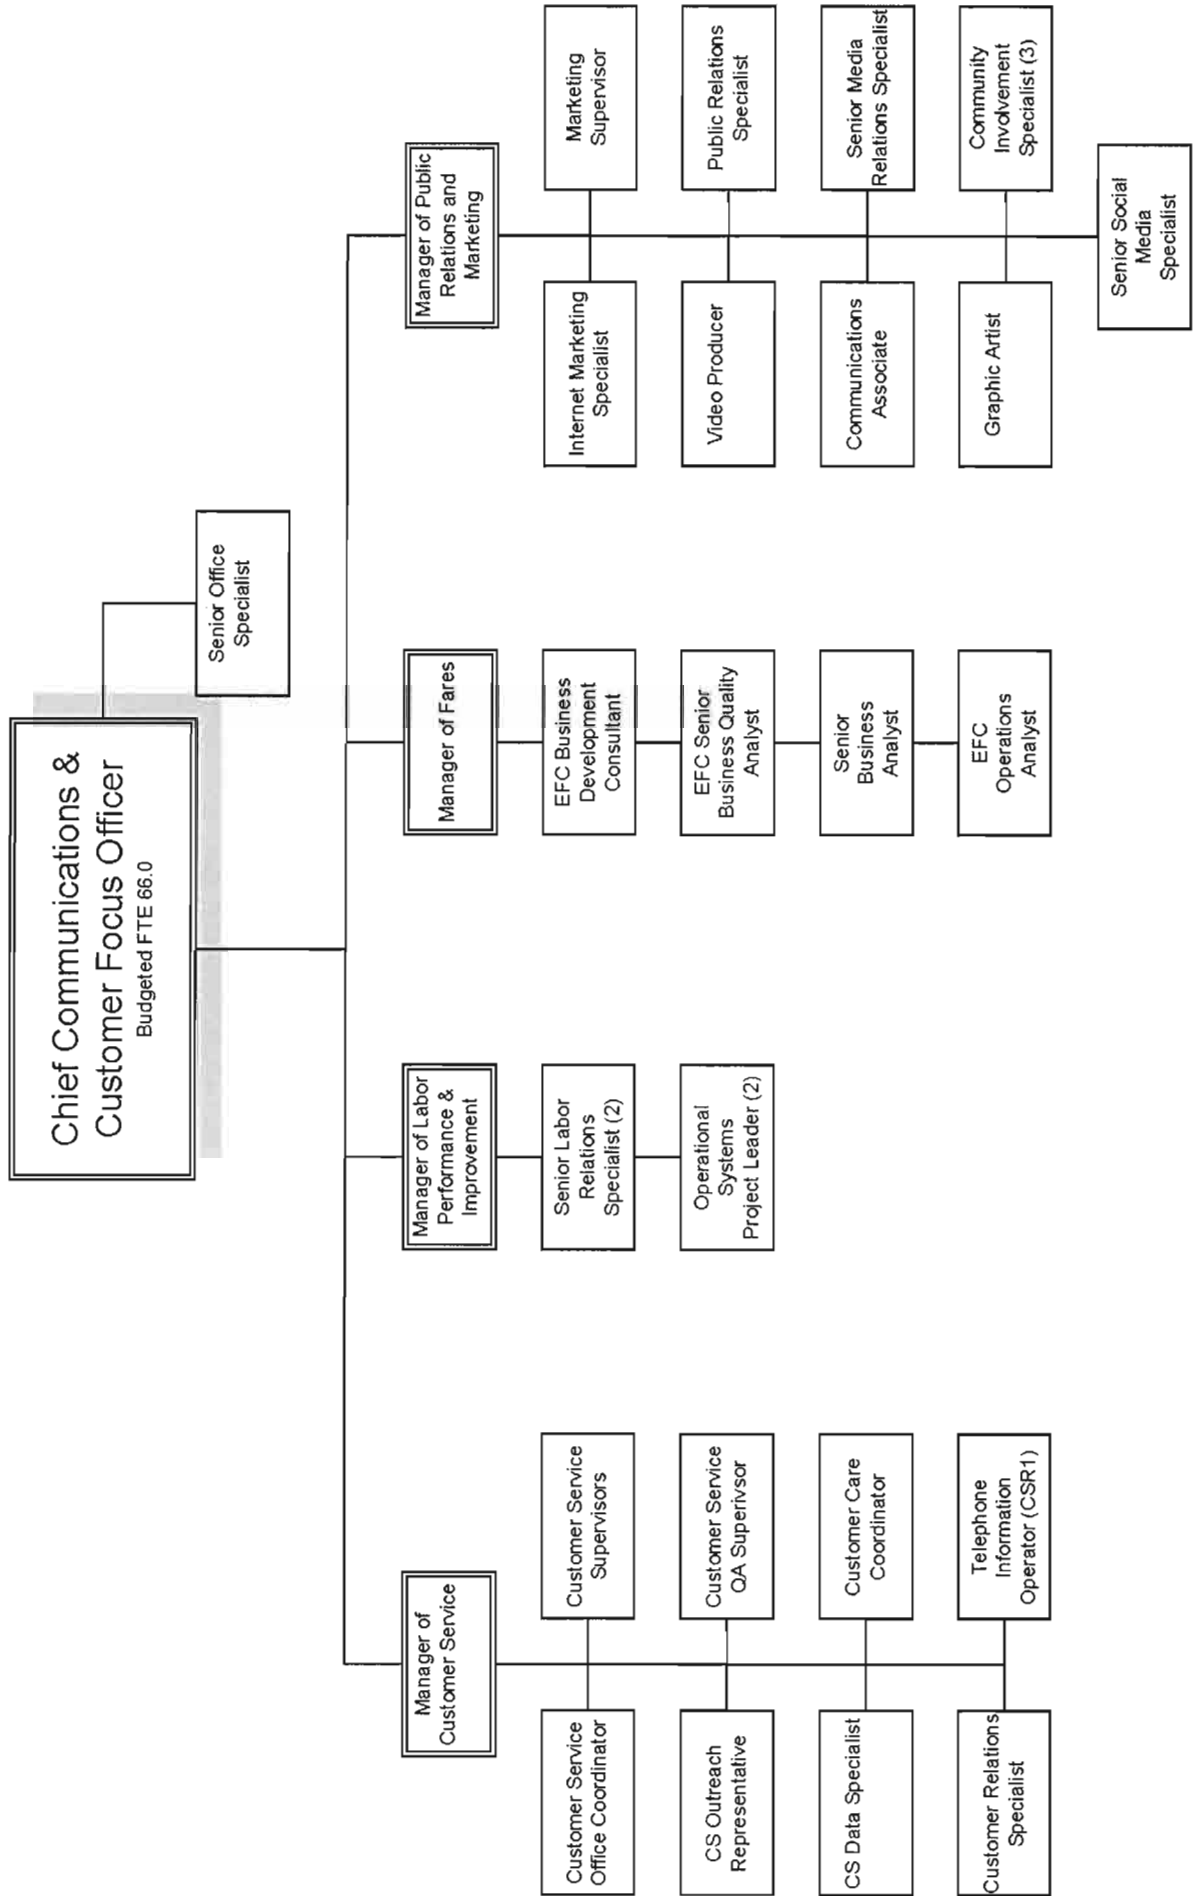 Chief Communications &
Customer Focus Officer
Budgeted FTE 66.0
Senior Office
Specialist
Manager of
Customer Service
Manager of Labor
Performance &
Improvement
Manager of Fares
Manager of Public
Relations and
Marketing
Customer Service
Office Coordinator
Customer Service
Supervisors
CS Outreach
Representative
Customer Service
QA Superivsor
CS Data Specialist
Customer Care
Coordinator
Customer Relations
Specialist
Telephone
Information
Operator (CSR1)
Senior Labor
Relations
Specialist (2)
Operational
Systems
Project Leader (2)
EFC Business
Development
Consultant
EFC Senior
Business Quality
Analyst
Senior
Business
Analyst
EFC
Operations
Analyst
Internet Marketing
Specialist
Marketing
Supervisor
Video Producer
Public Relations
Specialist
Communications
Associate
Senior Media
Relations Specialist
Graphic Artist
Community
Involvement
Specialist (3)
Senior Social
Media
Specialist